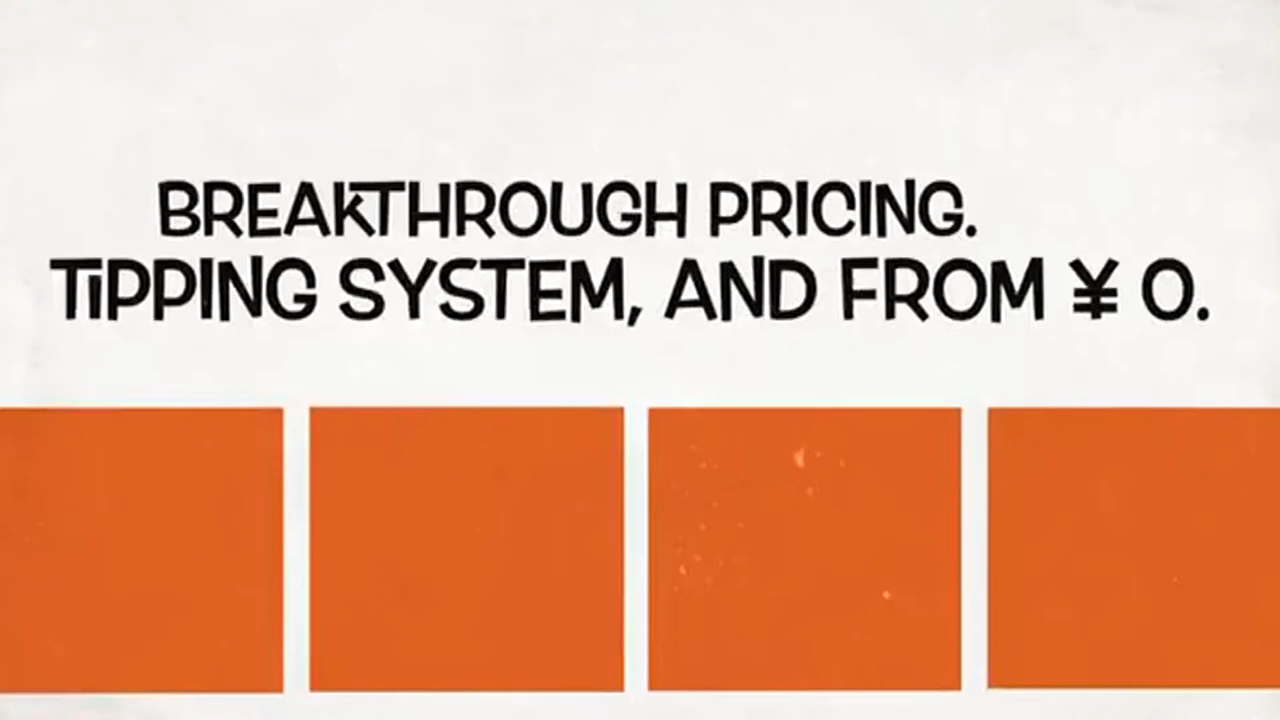 BREAKTHROUGH PRICING.
TIPPING SYSTEM, AND FROM ¥ 0.